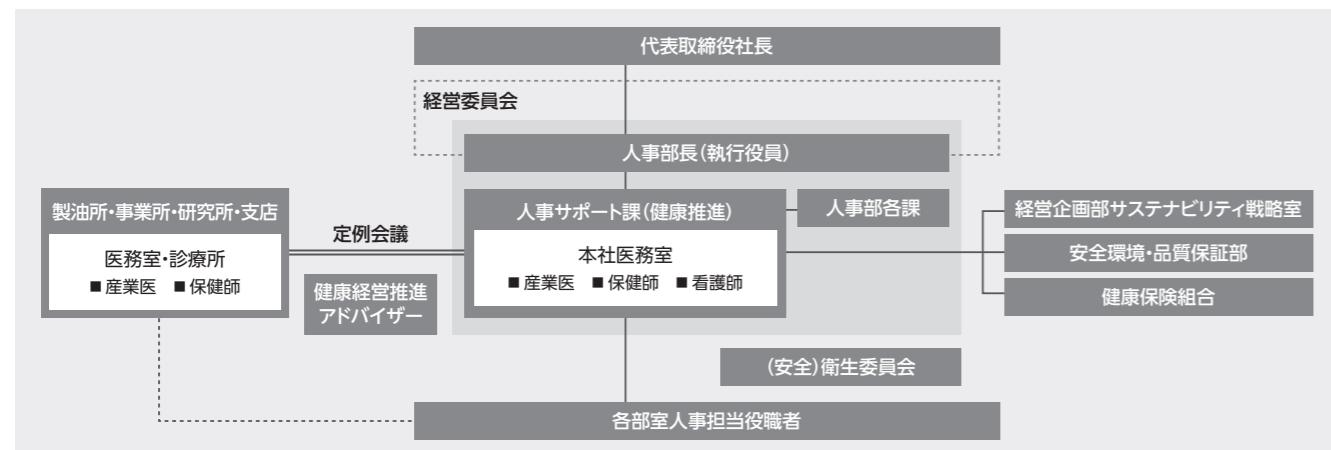 代表取締役社長
経営委員会
人事部長(執行役員)
製油所・事業所・研究所・支店
医務室・診療所
■産業医 ■保健師
定例会議
健康経営推進
アドバイザー
人事サポート課(健康推進)
本社医務室
■産業医 ■保健師 ■看護師
人事部各課
経営企画部サステナビリティ戦略室
安全環境・品質保証部
健康保険組合
(安全)衛生委員会
各部室人事担当役職者